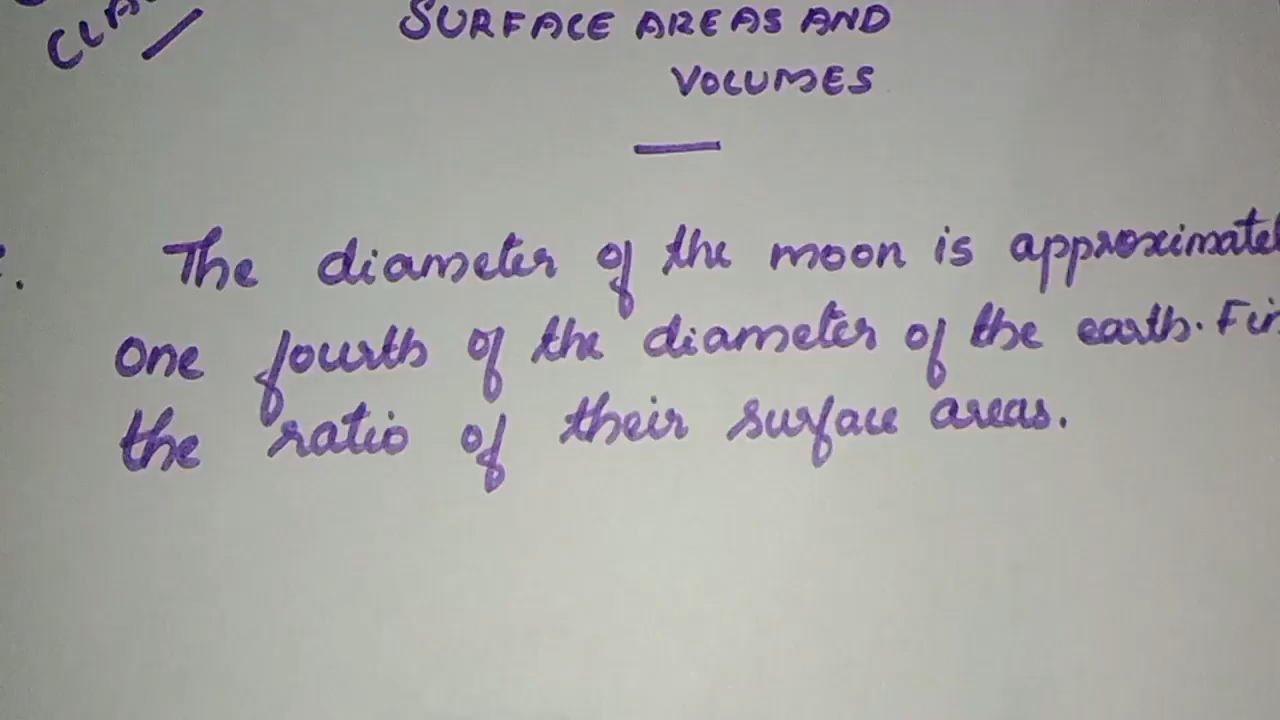 SURFACE AREAS AND
VOLUMES
The diameter of the moon is
one fourth of the diameter of the earth.
the ratio of their surface areas.